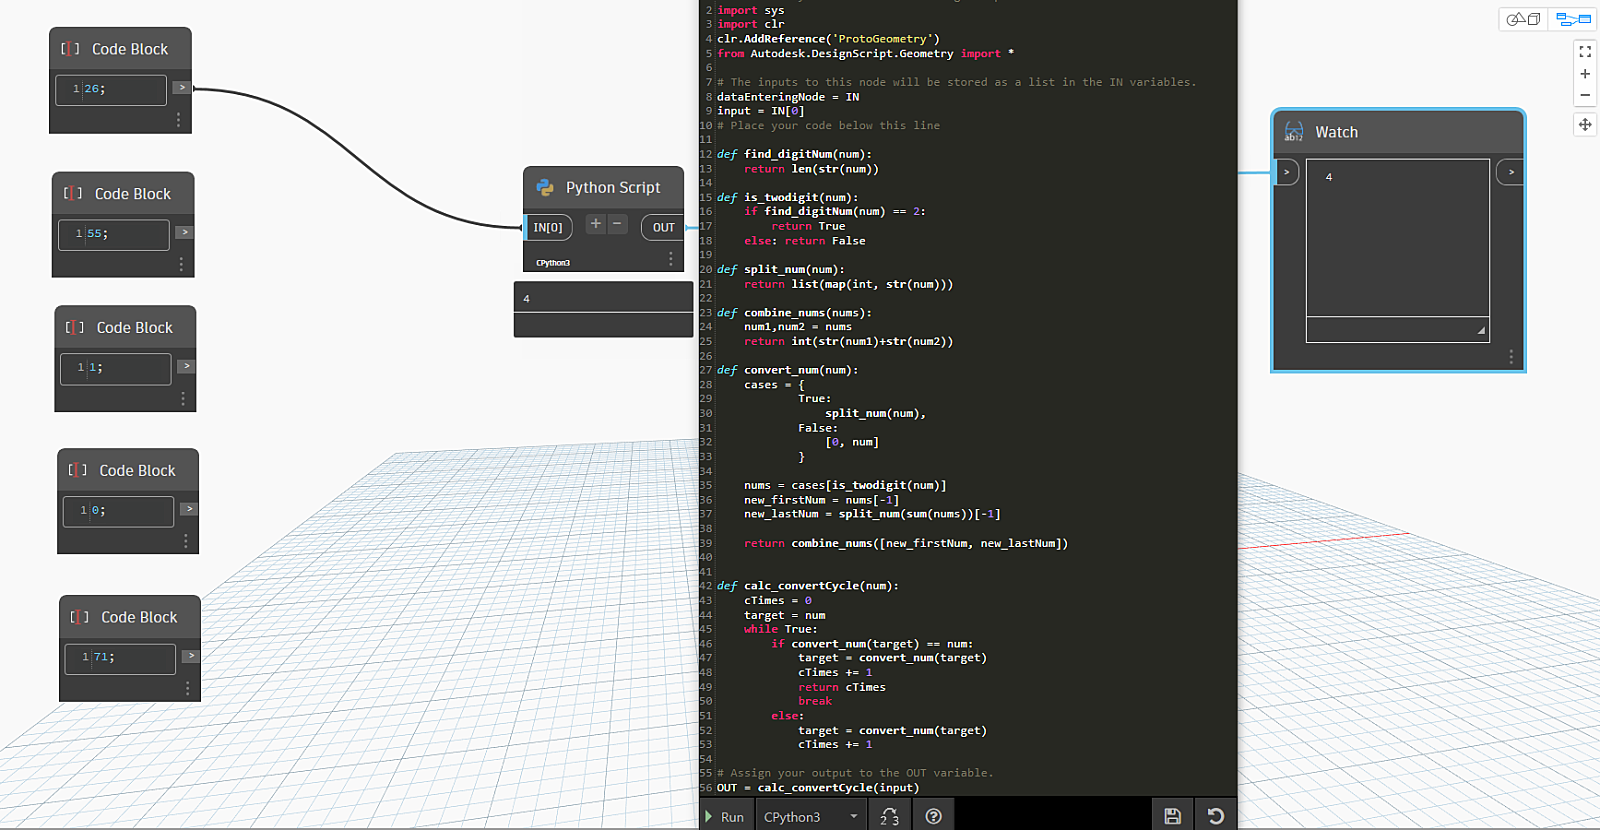 Code Block
1 26;
>
Code Block
1 55;
>
Code Block
1 1;
>
Code Block
1 0;
>
Code Block
1 71;
>
Python Script
IN[0] + − OUT
CPython3
4
2 import sys
3 import clr
4 clr.AddReference('ProtoGeometry')
5 from Autodesk.DesignScript.Geometry import *
6
7 # The inputs to this node will be stored as a list in the IN variables.
8 dataEnteringNode = IN
9 input = IN[0]
10 # Place your code below this line
11
12 def find_digitNum(num):
13     return len(str(num))
14
15 def is_twodigit(num):
16     if find_digitNum(num) == 2:
17         return True
18     else: return False
19
20 def split_num(num):
21     return list(map(int, str(num)))
22
23 def combine_nums(nums):
24     num1,num2 = nums
25     return int(str(num1)+str(num2))
26
27 def convert_num(num):
28     cases = {
29             True:
30                 split_num(num),
31             False:
32                 [0, num]
33             }
34
35     nums = cases[is_twodigit(num)]
36     new_firstNum = nums[-1]
37     new_lastNum = split_num(sum(nums))[-1]
38
39     return combine_nums([new_firstNum, new_lastNum])
40
41
42 def calc_convertCycle(num):
43     cTimes = 0
44     target = num
45     while True:
46         if convert_num(target) == num:
47             target = convert_num(target)
48             cTimes += 1
49             return cTimes
50             break
51         else:
52             target = convert_num(target)
53             cTimes += 1
54
55 # Assign your output to the OUT variable.
56 OUT = calc_convertCycle(input)
Run CPython3 2 3 ?
ab12 Watch
> >
4
+
−